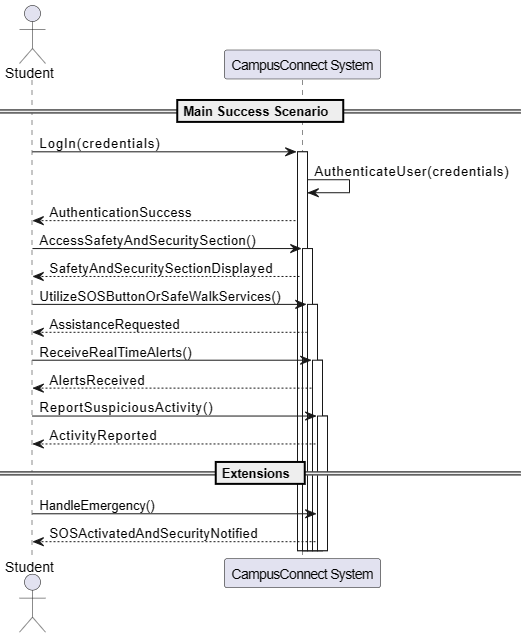 Student
CampusConnect System
Main Success Scenario
LogIn(credentials)
AuthenticateUser(credentials)
AuthenticationSuccess
AccessSafetyAndSecuritySection()
SafetyAndSecuritySectionDisplayed
UtilizeSOSButtonOrSafeWalkServices()
AssistanceRequested
ReceiveRealTimeAlerts()
AlertsReceived
ReportSuspiciousActivity()
ActivityReported
Extensions
HandleEmergency()
SOSActivatedAndSecurityNotified
Student
CampusConnect System